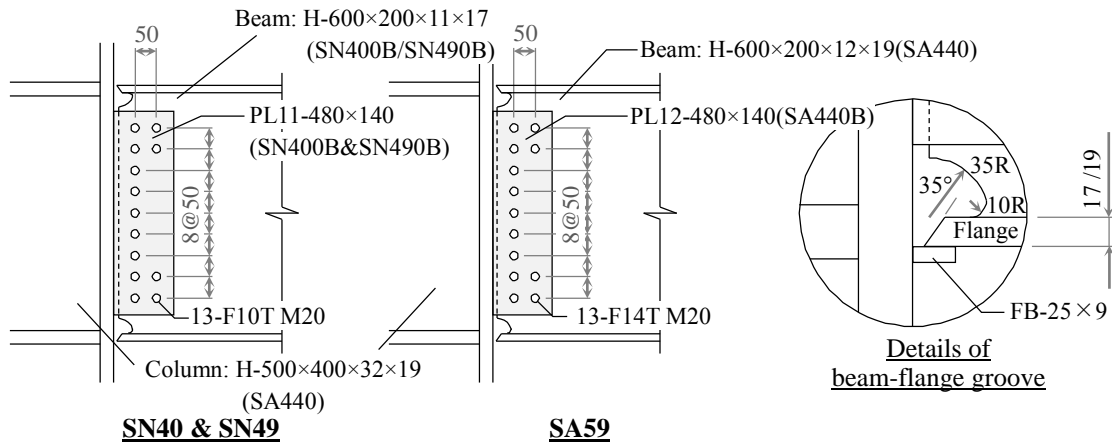 50
Beam: H-600×200×11×17
(SN400B/SN490B)
PL11-480×140
(SN400B&SN490B)
8@50
13-F10T M20
Column: H-500×400×32×19
(SA440)
SN40 & SN49
50
Beam: H-600×200×12×19(SA440)
PL12-480×140(SA440B)
8@50
13-F14T M20
SA59
35°
35R
10R
Flange
17 /19
FB-25×9
Details of
beam-flange groove